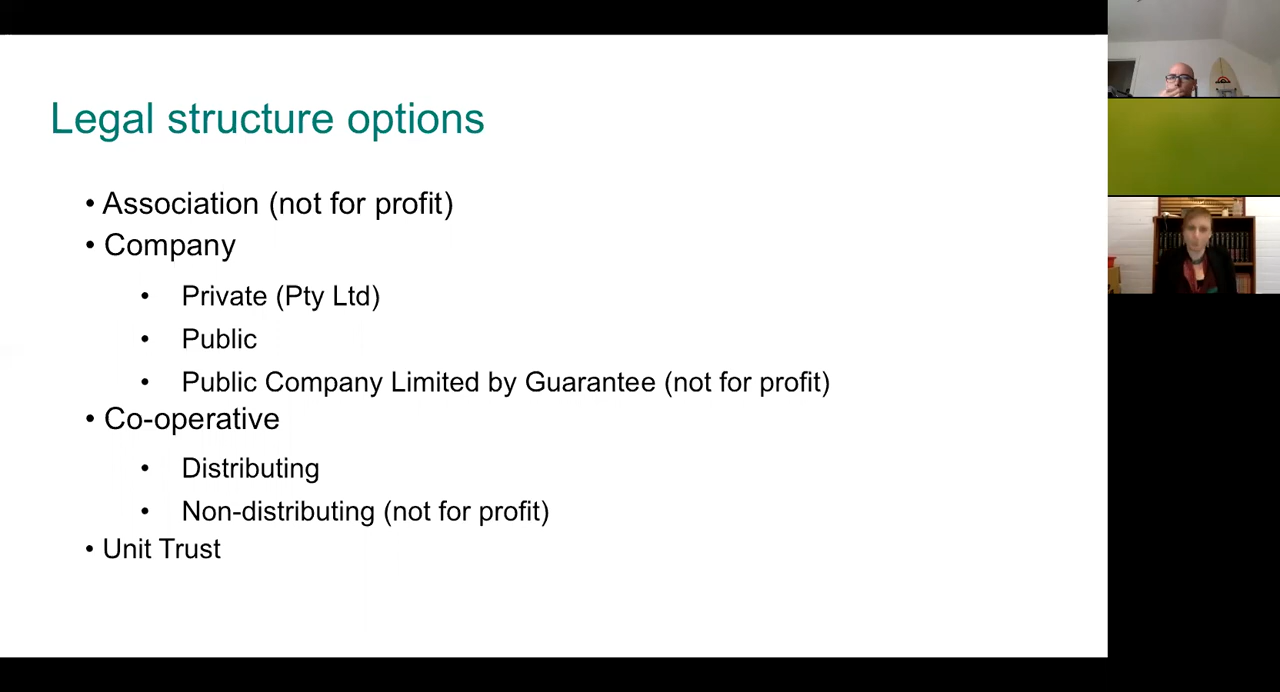 Legal structure options
• Association (not for profit)
• Company
• Private (Pty Ltd)
• Public
• Public Company Limited by Guarantee (not for profit)
• Co-operative
• Distributing
• Non-distributing (not for profit)
• Unit Trust